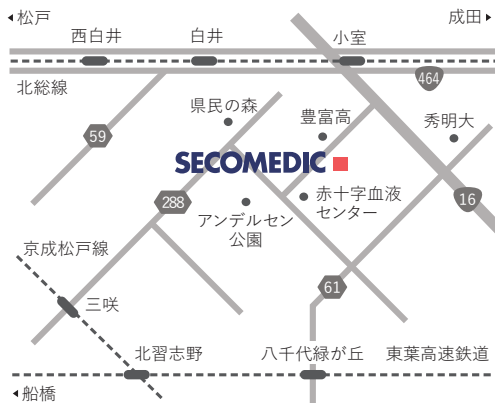 松戸
成田
西白井
白井
小室
北総線
464
県民の森
豊富高
秀明大
59
SECOMEDIC
288
アンデルセン
公園
赤十字血液
センター
16
京成松戸線
61
三咲
北習志野
八千代緑が丘
東葉高速鉄道
船橋